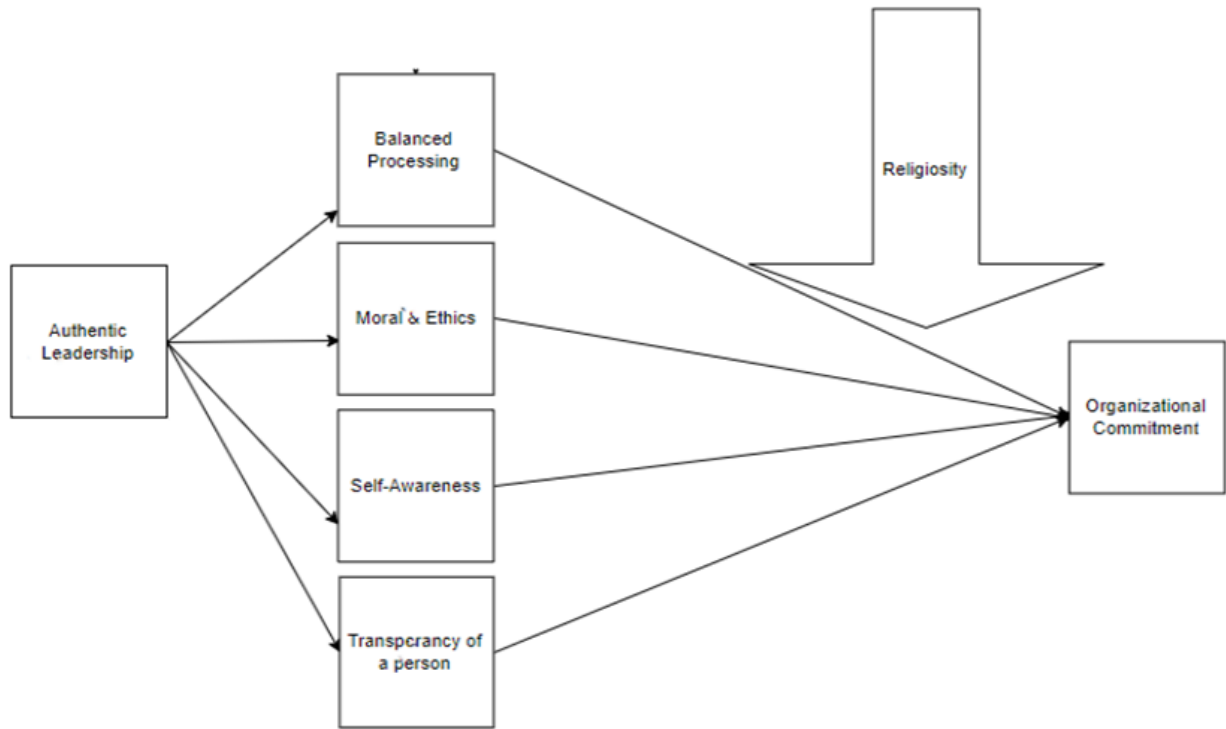 Balanced
Processing
Religiosity
Moral & Ethics
Authentic
Leadership
Organizational
Commitment
Self-Awareness
Transperancy of
a person